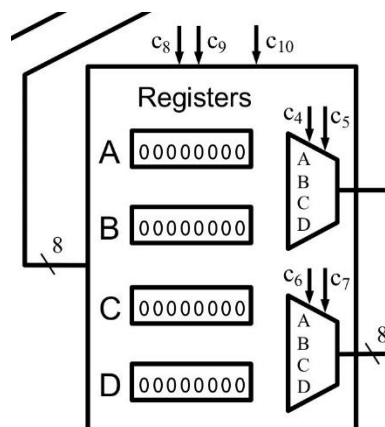 c8 c9 c10
Registers
A 00000000
c4 c5
A
B
C
D
B 00000000
8
c6 c7
C 00000000
A
B
C
D
8
D 00000000